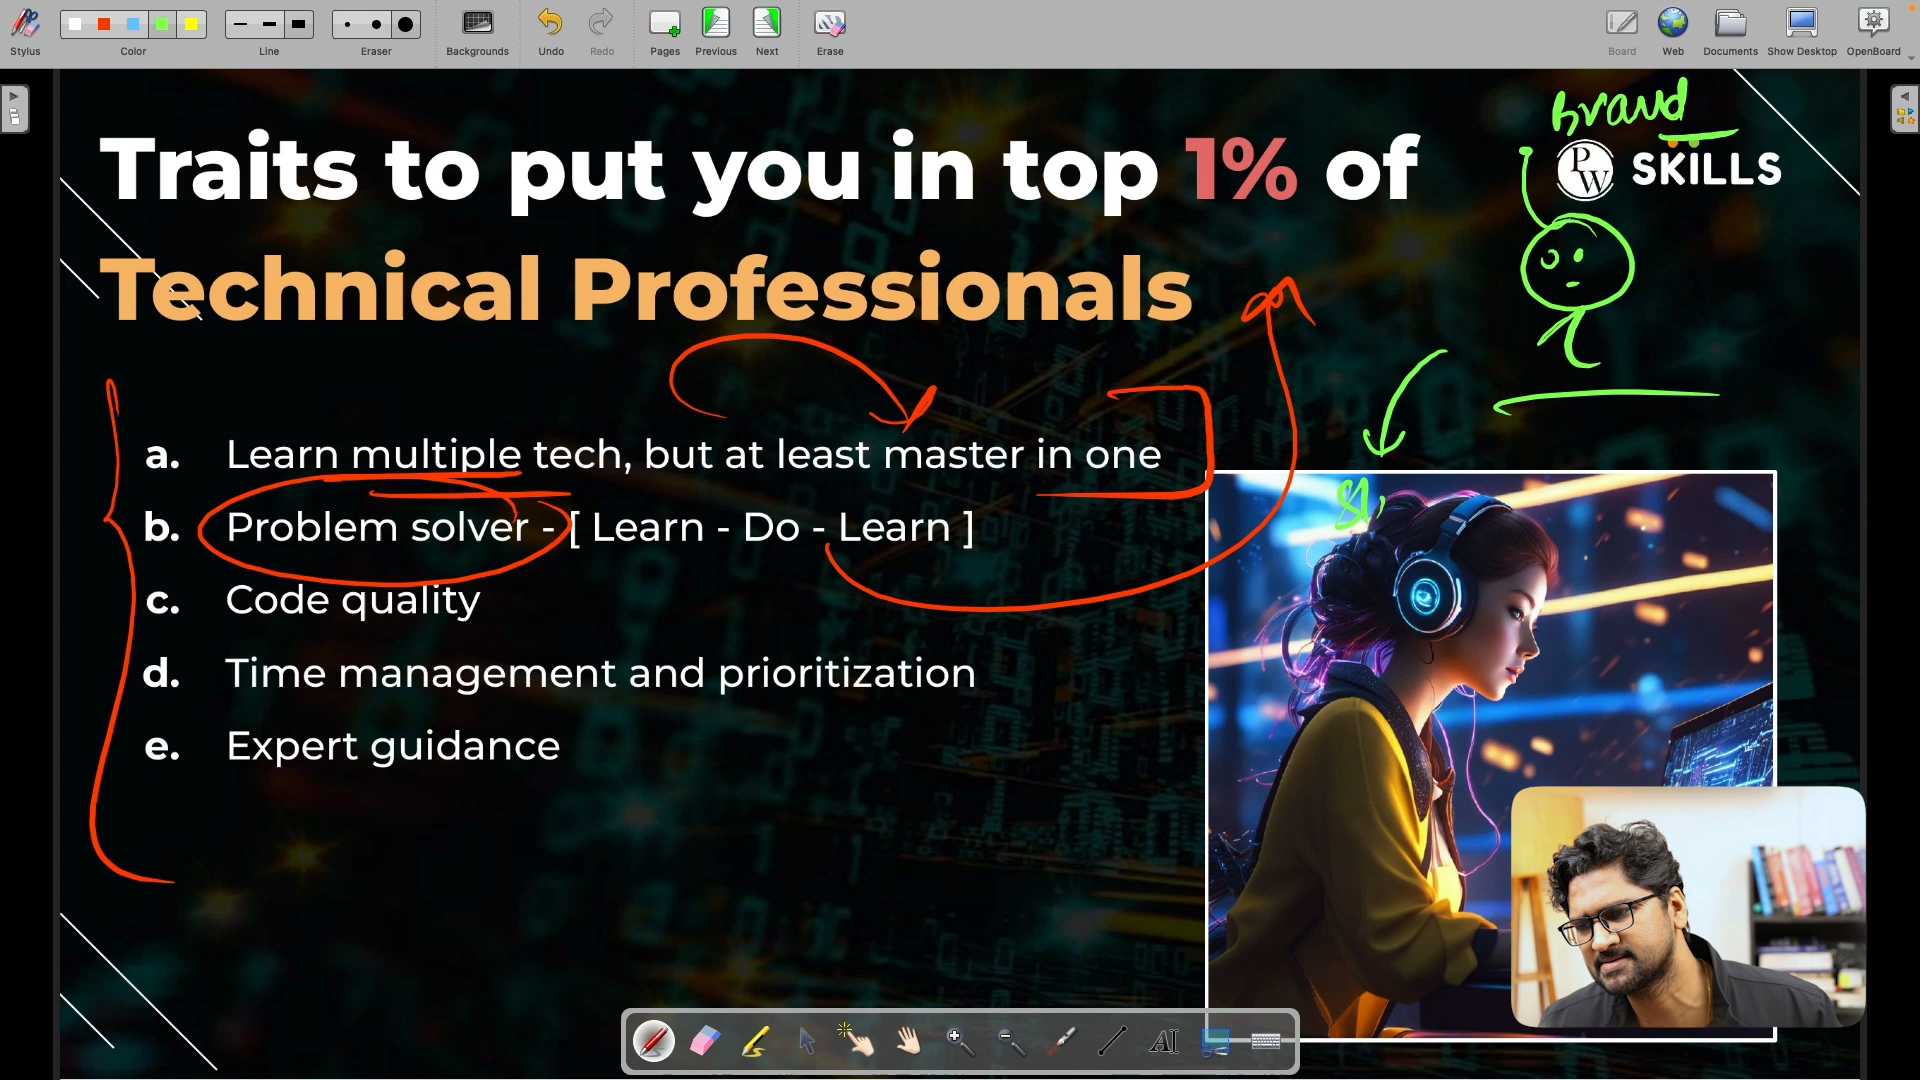 Stylus
Color
Line
Eraser
Backgrounds
Undo
Redo
Pages
Previous
Next
Erase
Board
Web
Documents
Show Desktop
OpenBoard
brand
PW SKILLS
Traits to put you in top 1% of
Technical Professionals
a. Learn multiple tech, but at least master in one
b. Problem solver - [ Learn - Do - Learn ]
c. Code quality
d. Time management and prioritization
e. Expert guidance
AI